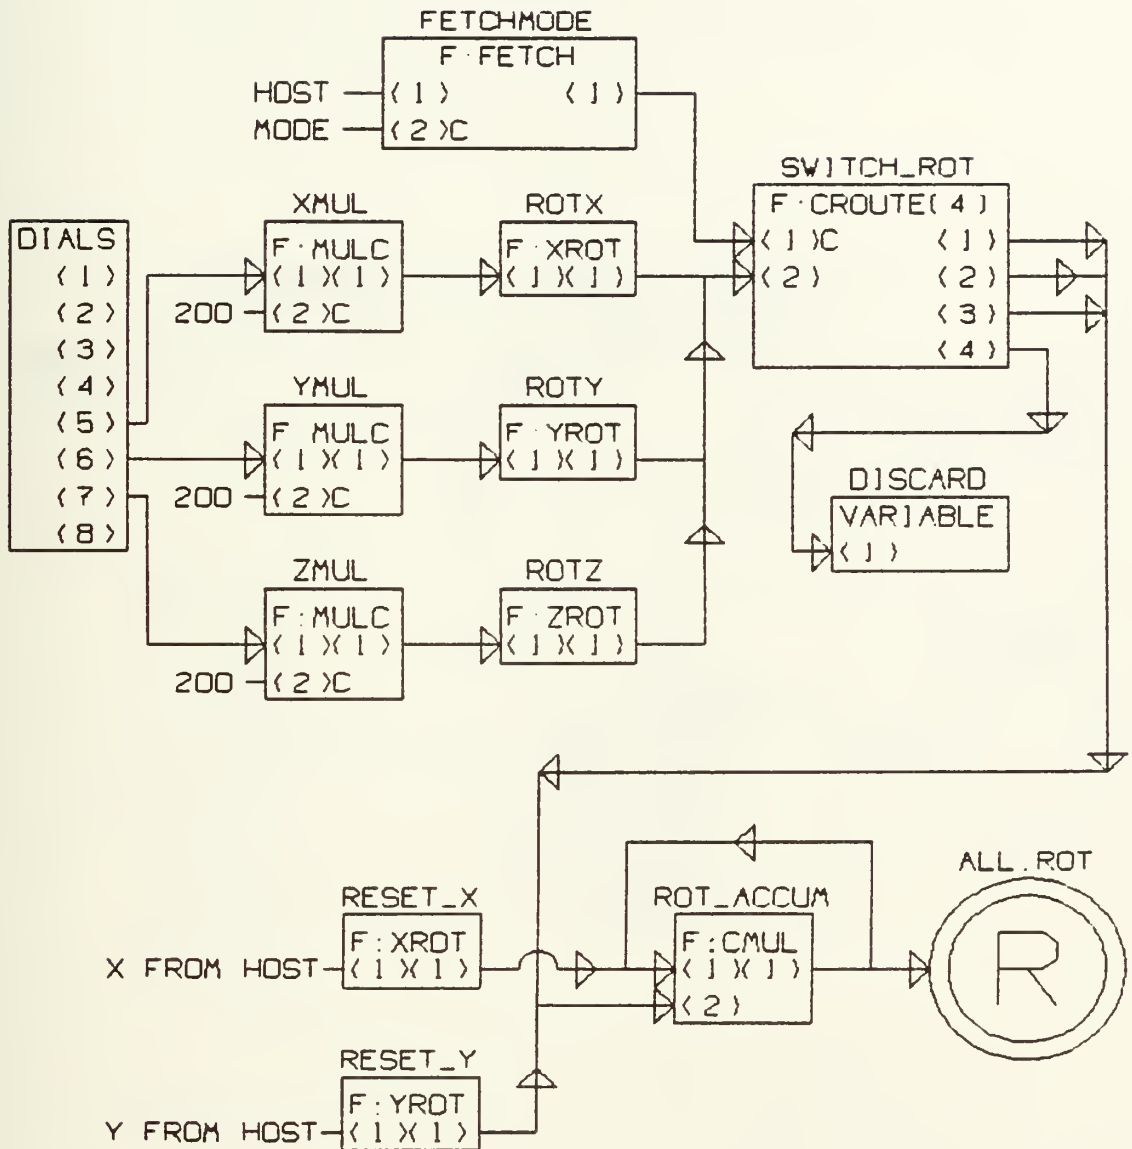 FETCHMODE
F:FETCH
HOST <1> <1>
MODE <2>C
SWITCH_ROT
F:CROUTE(4)
<1>C <1>
<2> <2>
<3>
<4>
DIALS
<1>
<2>
<3>
<4>
<5>
<6>
<7>
<8>
XMUL
F:MULC
<1><1>
200 <2>C
ROTX
F:XROT
<1><1>
YMUL
F MULC
<1><1>
200 <2>C
ROTY
F YROT
<1><1>
DISCARD
VARIABLE
<1>
ZMUL
F:MULC
<1><1>
200 <2>C
ROTZ
F:ZROT
<1><1>
RESET_X
F:XROT
X FROM HOST <1><1>
ROT_ACCUM
F:CMUL
<1><1>
<2>
ALL.ROT
R
RESET_Y
F:YROT
Y FROM HOST <1><1>